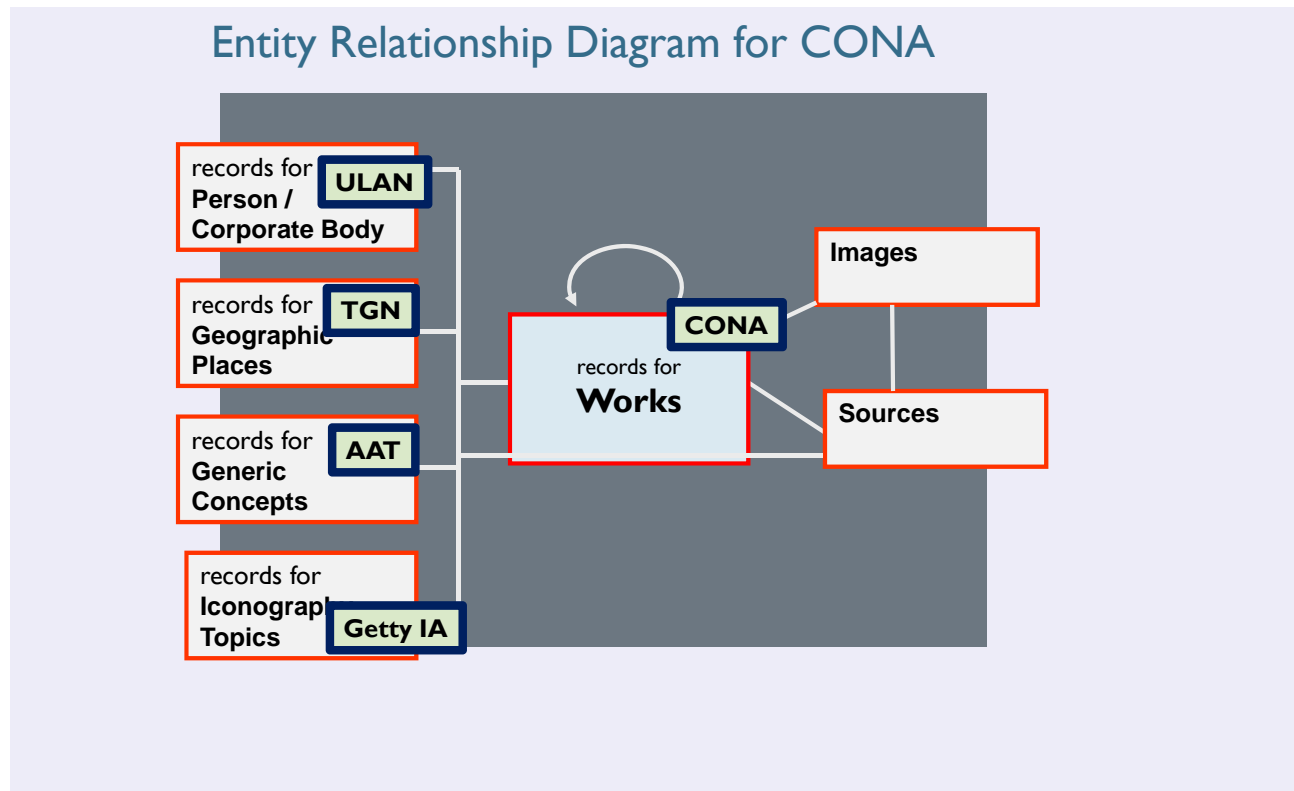 Entity Relationship Diagram for CONA
records for
Person /
Corporate Body
ULAN
records for
Geographic
Places
TGN
records for
Generic
Concepts
AAT
records for
Iconography
Topics
Getty IA
CONA
records for
Works
Images
Sources